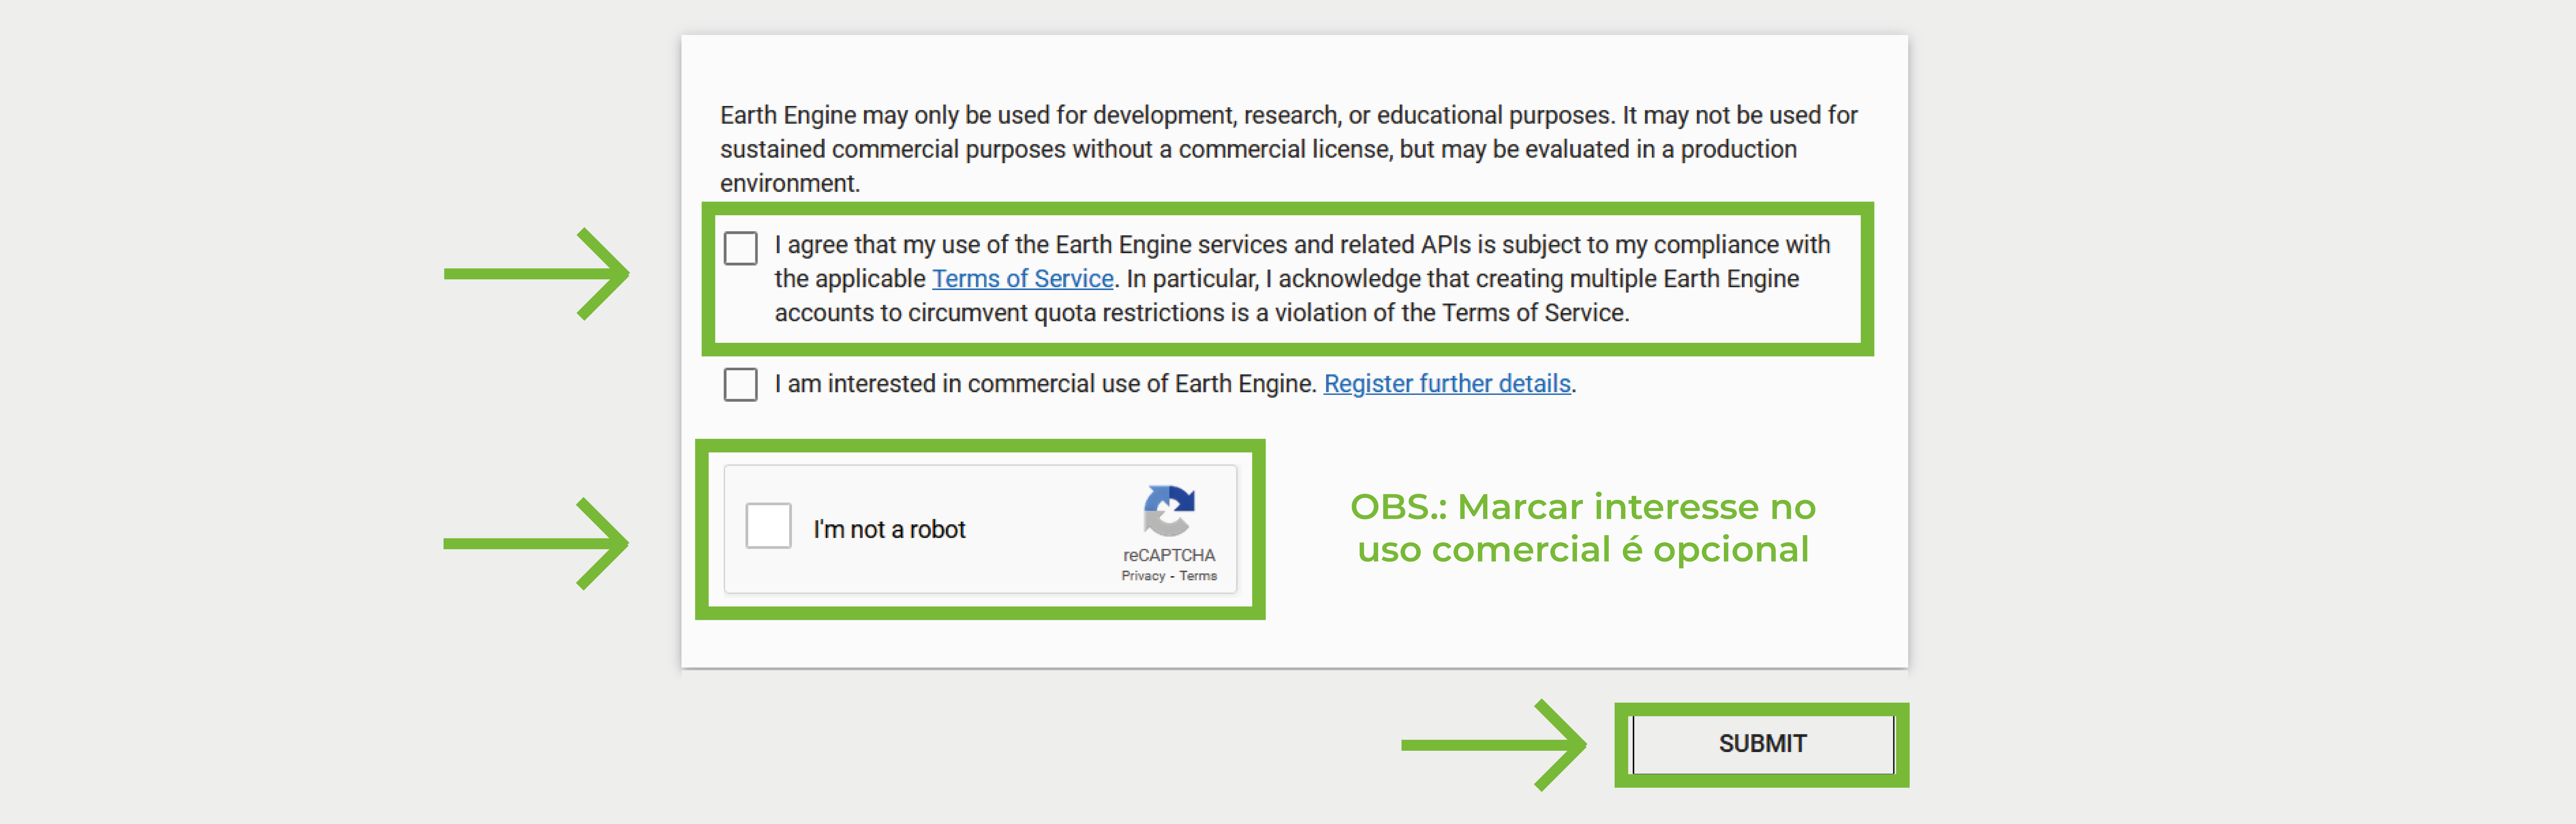 Earth Engine may only be used for development, research, or educational purposes. It may not be used for
sustained commercial purposes without a commercial license, but may be evaluated in a production
environment.
I agree that my use of the Earth Engine services and related APIs is subject to my compliance with
the applicable Terms of Service. In particular, I acknowledge that creating multiple Earth Engine
accounts to circumvent quota restrictions is a violation of the Terms of Service.
I am interested in commercial use of Earth Engine. Register further details.
I'm not a robot
reCAPTCHA
Privacy - Terms
OBS.: Marcar interesse no
uso comercial é opcional
SUBMIT